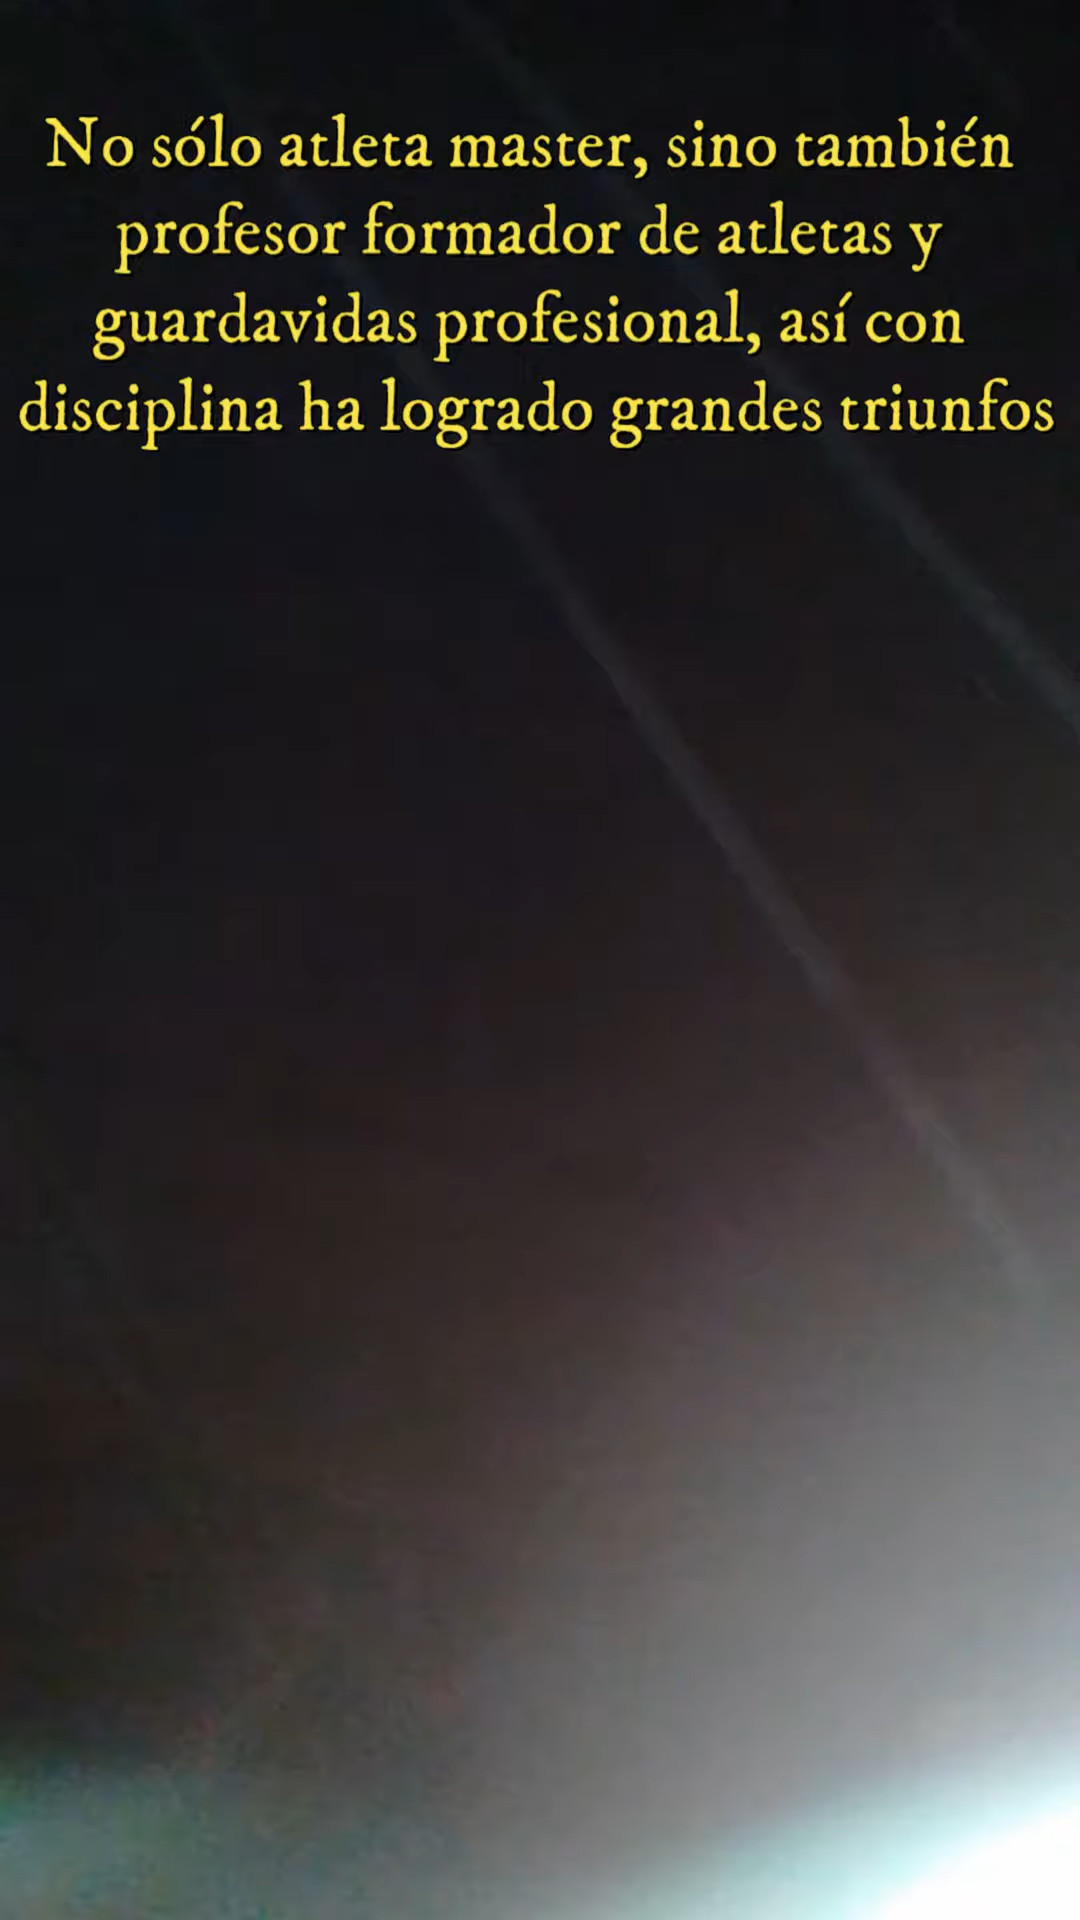 No sólo atleta master, sino también
profesor formador de atletas y
guardavidas profesional, así con
disciplina ha logrado grandes triunfos